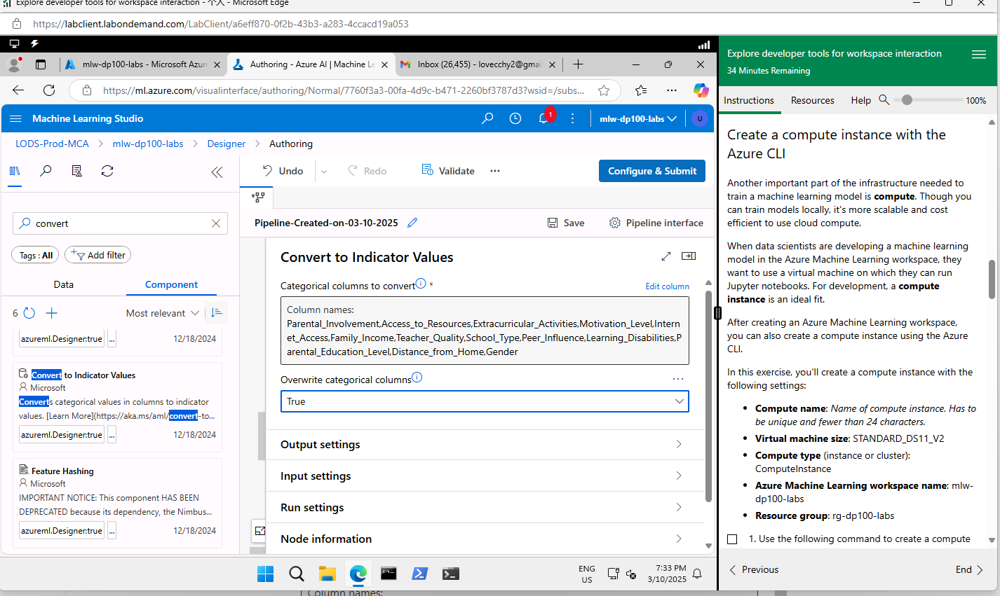 Explore developer tools for workspace interaction - 个人 - Microsoft Edge
https://labclient.labondemand.com/LabClient/a6eff870-0f2b-43b3-a283-4ccacd19a053
mlw-dp100-labs - Microsoft Azur
Authoring - Azure AI | Machine Le
Inbox (26,455) - lovecchy2@gmai
https://ml.azure.com/visualinterface/authoring/Normal/7760f3a3-00fa-4d9c-b471-2260bf3787d3?wsid=/subs...
Machine Learning Studio
1
mlw-dp100-labs
U
LODS-Prod-MCA > mlw-dp100-labs > Designer > Authoring
Undo
Redo
Validate
Configure & Submit
convert
Tags : All
Add filter
Data
Component
6
Most relevant
azureml.Designer:true
...
12/18/2024
Convert to Indicator Values
Microsoft
Converts categorical values in columns to indicator
values. [Learn More](https://aka.ms/aml/convert-to...
azureml.Designer:true
...
12/18/2024
Feature Hashing
Microsoft
IMPORTANT NOTICE: This component HAS BEEN
DEPRECATED because its dependency, the Nimbus...
azureml.Designer:true
...
12/18/2024
Pipeline-Created-on-03-10-2025
Save
Pipeline interface
Convert to Indicator Values
Categorical columns to convert *
Edit column
Column names:
Parental_Involvement,Access_to_Resources,Extracurricular_Activities,Motivation_Level,Intern
et_Access,Family_Income,Teacher_Quality,School_Type,Peer_Influence,Learning_Disabilities,P
arental_Education_Level,Distance_from_Home,Gender
Overwrite categorical columns
True
Output settings
Input settings
Run settings
Node information
ENG
US
7:33 PM
3/10/2025
Explore developer tools for workspace interaction
34 Minutes Remaining
Instructions
Resources
Help
100%
Create a compute instance with the
Azure CLI
Another important part of the infrastructure needed to
train a machine learning model is compute. Though you
can train models locally, it's more scalable and cost
efficient to use cloud compute.
When data scientists are developing a machine learning
model in the Azure Machine Learning workspace, they
want to use a virtual machine on which they can run
Jupyter notebooks. For development, a compute
instance is an ideal fit.
After creating an Azure Machine Learning workspace,
you can also create a compute instance using the Azure
CLI.
In this exercise, you'll create a compute instance with the
following settings:
• Compute name: Name of compute instance. Has to
be unique and fewer than 24 characters.
• Virtual machine size: STANDARD_DS11_V2
• Compute type (instance or cluster):
ComputeInstance
• Azure Machine Learning workspace name: mlw-
dp100-labs
• Resource group: rg-dp100-labs
1. Use the following command to create a compute
Previous
End
Column names: